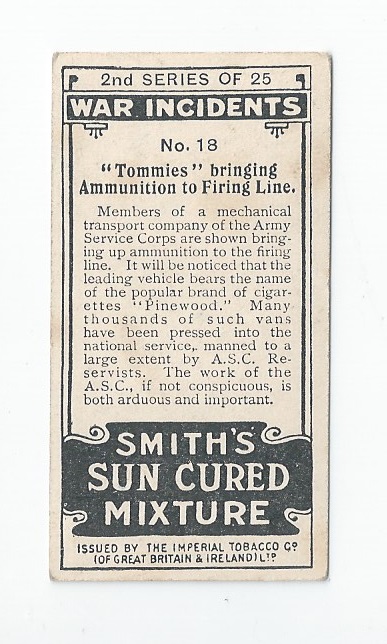 2nd SERIES OF 25
WAR INCIDENTS
No. 18
"Tommies" bringing
Ammunition to Firing Line.
Members of a mechanical
transport company of the Army
Service Corps are shown bring-
ing up ammunition to the firing
line. It will be noticed that the
leading vehicle bears the name
of the popular brand of cigar-
ettes "Pinewood." Many
thousands of such vans
have been pressed into the
national service, manned to a
large extent by A.S.C. Re-
servists. The work of the
A.S.C., if not conspicuous, is
both arduous and important.
SMITH'S
SUN CURED
MIXTURE
ISSUED BY THE IMPERIAL TOBACCO Co
(OF GREAT BRITAIN & IRELAND) LTD